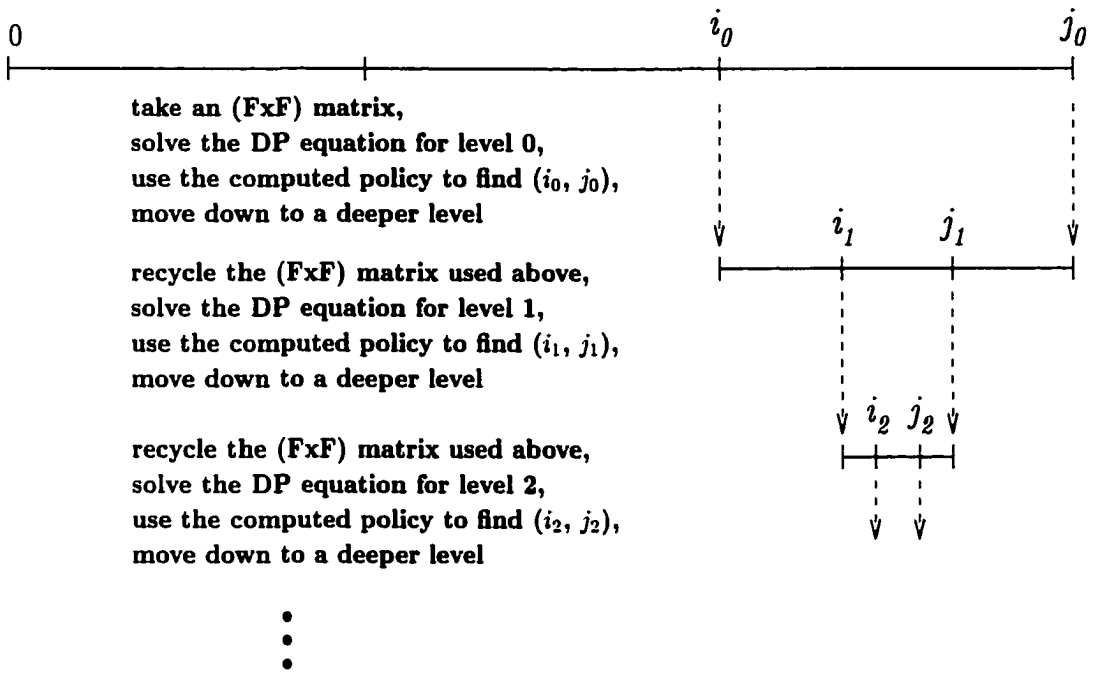 0 i₀ j₀
take an (FxF) matrix,
solve the DP equation for level 0,
use the computed policy to find (i₀, j₀),
move down to a deeper level
i₁ j₁
recycle the (FxF) matrix used above,
solve the DP equation for level 1,
use the computed policy to find (i₁, j₁),
move down to a deeper level
i₂ j₂
recycle the (FxF) matrix used above,
solve the DP equation for level 2,
use the computed policy to find (i₂, j₂),
move down to a deeper level